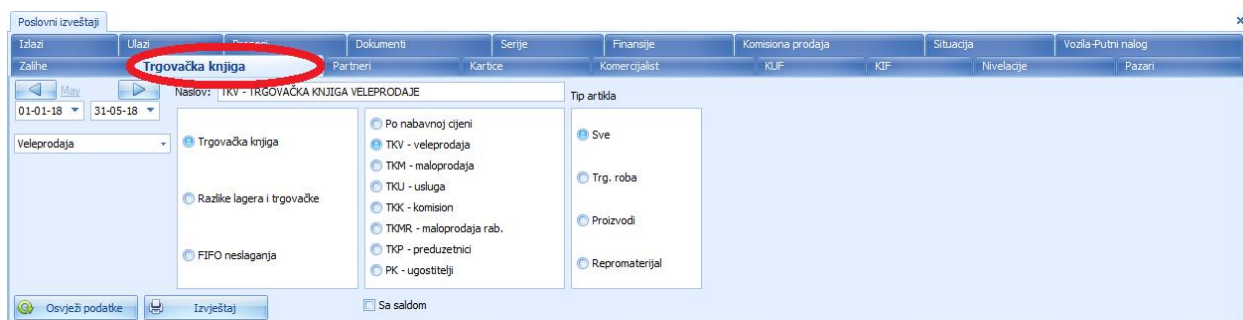 Poslovni izveštaji
Izlazi Ulazi Dokumenti Serije Finansije Komisiona prodaja Situacija Vozila-Putni nalog
Zalihe Trgovačka knjiga Partneri Kartice Komercijalist KUF KIF Nivelacije Pazari
May
Naslov: TKV - TRGOVAČKA KNJIGA VELEPRODAJE
Tip artikla
01-01-18 31-05-18
Veleprodaja
Trgovačka knjiga
Razlike lagera i trgovačke
FIFO neslaganja
Po nabavnoj cijeni
TKV - veleprodaja
TKM - maloprodaja
TKU - usluga
TKK - komision
TKMR - maloprodaja rab.
TKP - preduzetnici
PK - ugostitelji
Sve
Trg. roba
Proizvodi
Repromaterijal
Osvježi podatke Izvještaj
Sa saldom